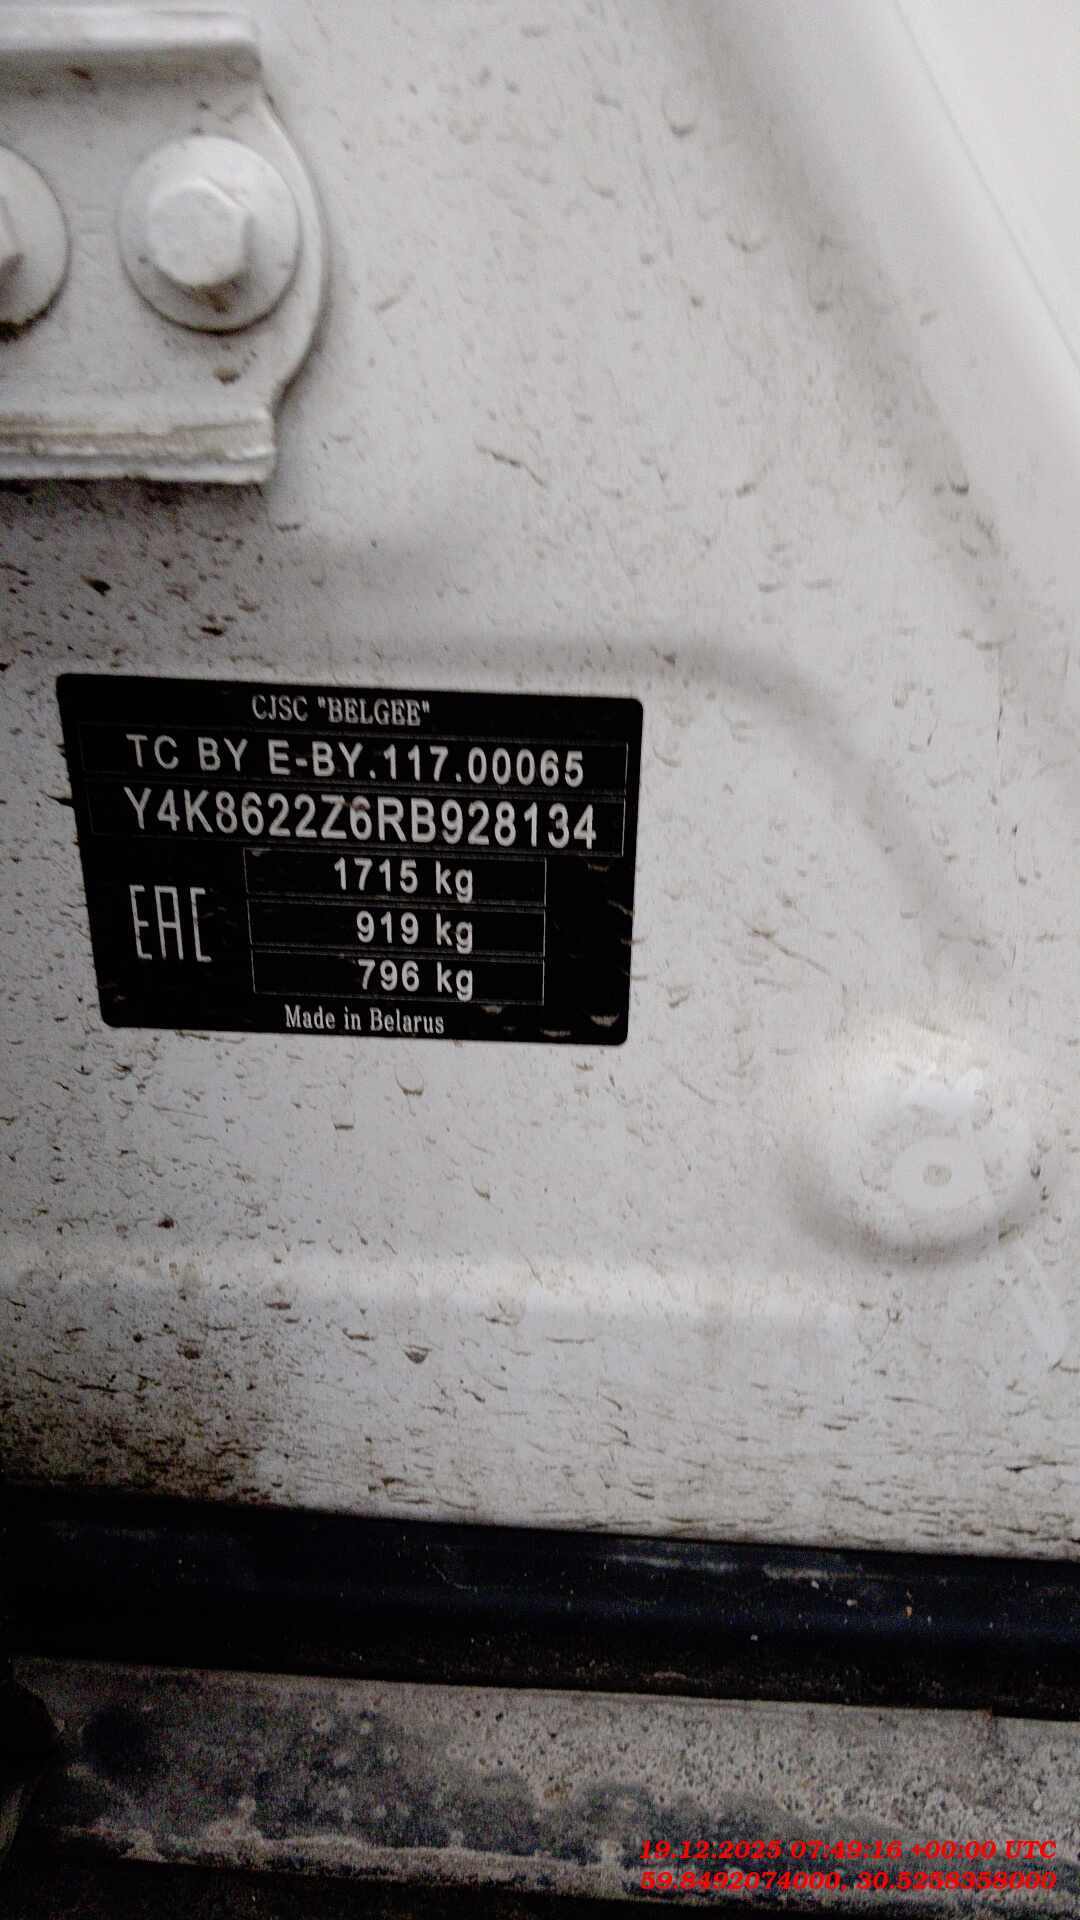 CJSC "BELGEE"
TC BY E-BY.117.00065
Y4K8622Z6RB928134
1715 kg
EAC
919 kg
796 kg
Made in Belarus
19.12.2025 07:49:16 +00:00 UTC
59.8492074000, 30.5258358000